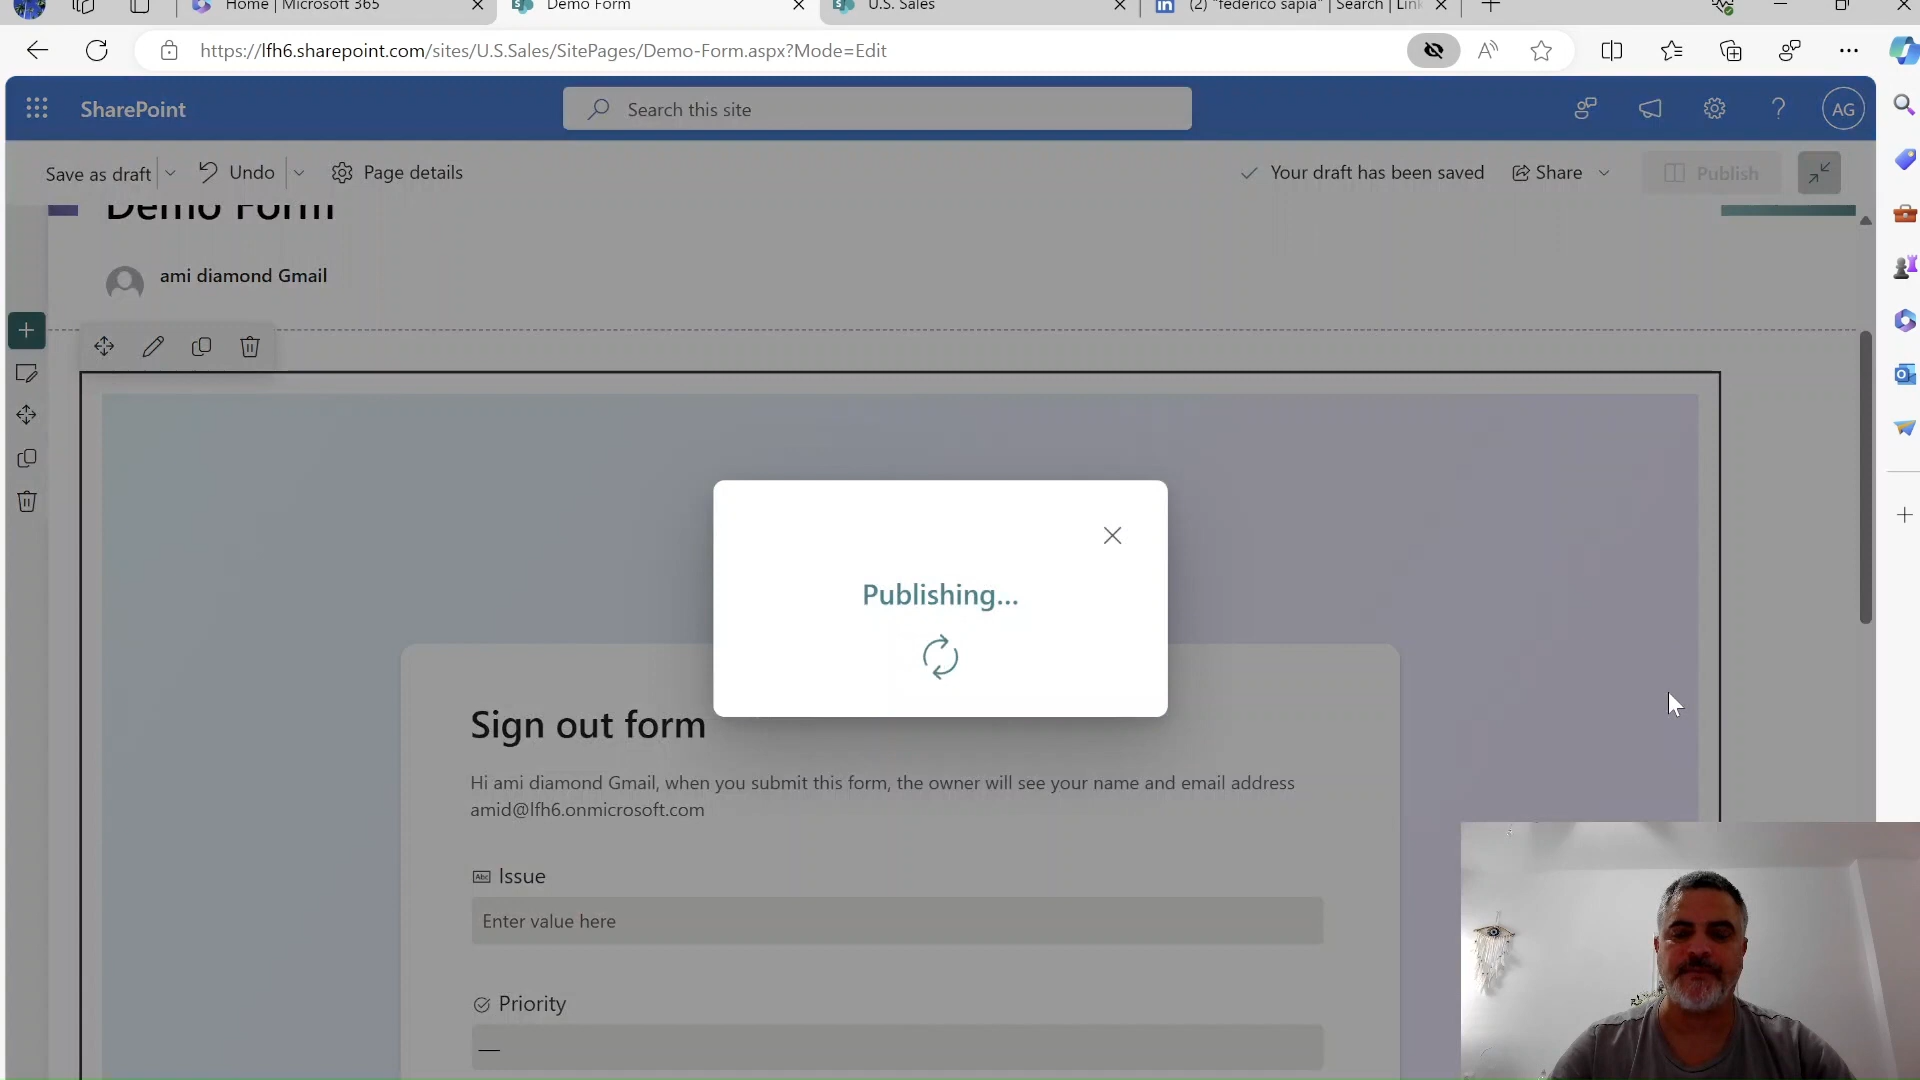 Home | Microsoft 365
Demo Form
U.S. Sales
(2) "federico sapia" | Search | Link
https://lfh6.sharepoint.com/sites/U.S.Sales/SitePages/Demo-Form.aspx?Mode=Edit
SharePoint
Search this site
AG
Save as draft
Undo
Page details
Your draft has been saved
Share
Publish
Demo Form
ami diamond Gmail
Publishing...
Sign out form
Hi ami diamond Gmail, when you submit this form, the owner will see your name and email address
amid@lfh6.onmicrosoft.com
Abc Issue
Enter value here
Priority